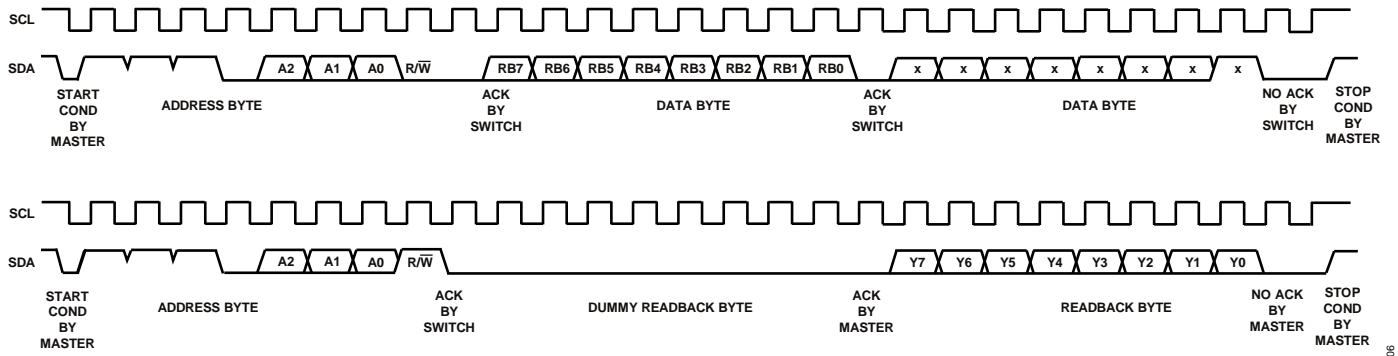 SCL
SDA A2 A1 A0 R/W RB7 RB6 RB5 RB4 RB3 RB2 RB1 RB0 x x x x x x x x
START COND BY MASTER
ADDRESS BYTE
ACK BY SWITCH
DATA BYTE
ACK BY SWITCH
DATA BYTE
NO ACK BY SWITCH
STOP COND BY MASTER
SCL
SDA A2 A1 A0 R/W Y7 Y6 Y5 Y4 Y3 Y2 Y1 Y0
START COND BY MASTER
ADDRESS BYTE
ACK BY SWITCH
DUMMY READBACK BYTE
ACK BY MASTER
READBACK BYTE
NO ACK BY MASTER
STOP COND BY MASTER
06